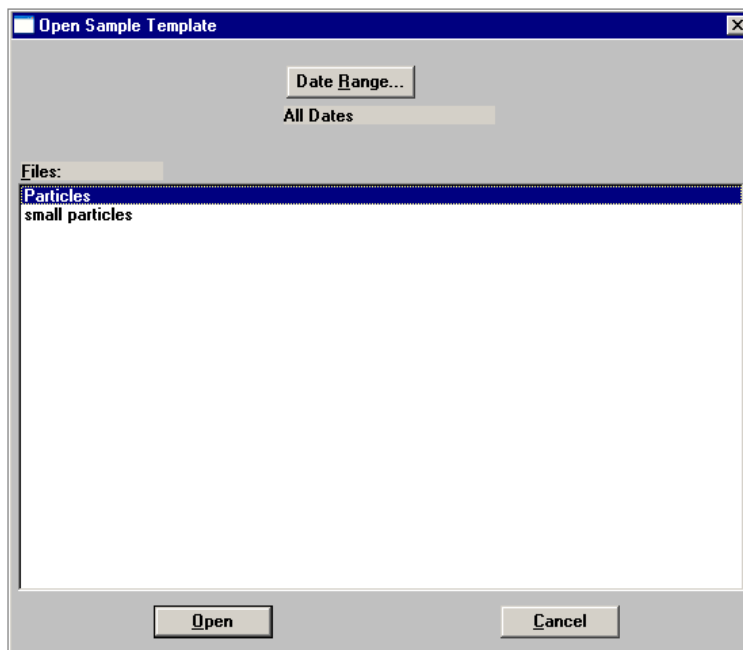 Open Sample Template
Date Range...
All Dates
Files:
Particles
small particles
Open
Cancel